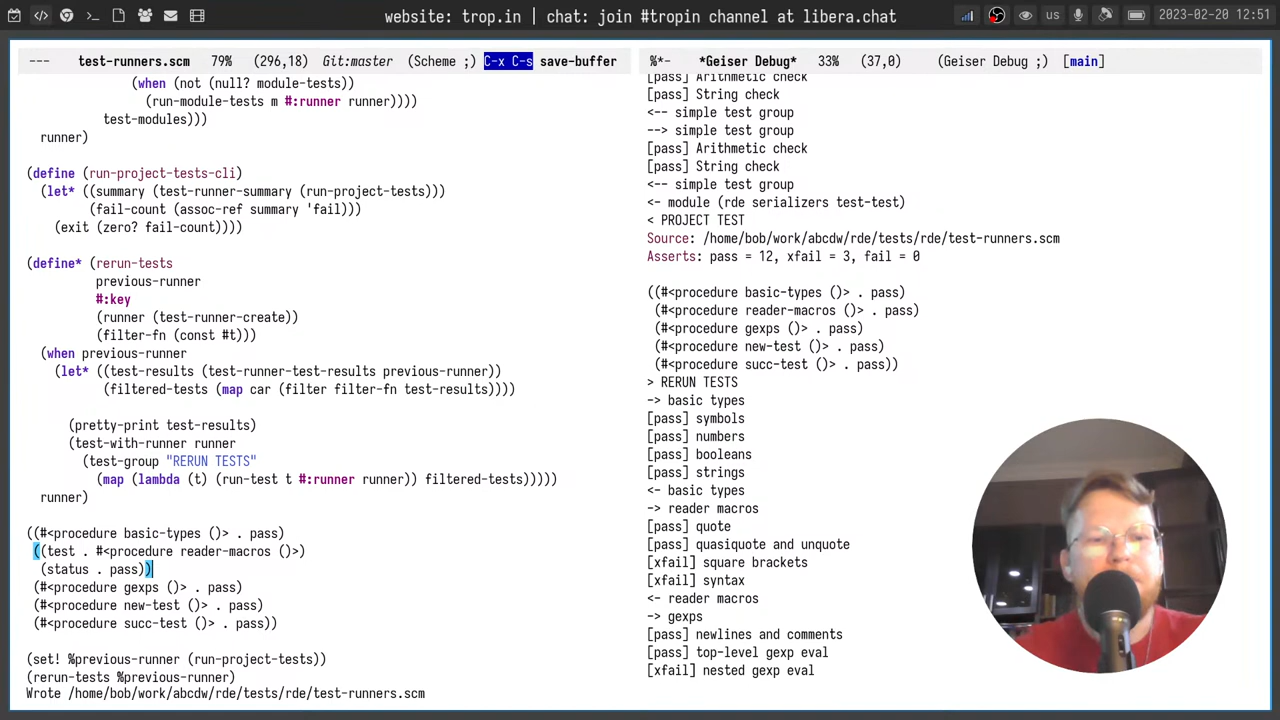 website: trop.in | chat: join #tropin channel at libera.chat
us
2023-02-20 12:51
--- test-runners.scm 79% (296,18) Git:master (Scheme ;) C-x C-s save-buffer
(when (not (null? module-tests))
(run-module-tests m #:runner runner))))
test-modules)))
runner)
(define (run-project-tests-cli)
(let* ((summary (test-runner-summary (run-project-tests)))
(fail-count (assoc-ref summary 'fail)))
(exit (zero? fail-count))))
(define* (rerun-tests
previous-runner
#:key
(runner (test-runner-create))
(filter-fn (const #t)))
(when previous-runner
(let* ((test-results (test-runner-test-results previous-runner))
(filtered-tests (map car (filter filter-fn test-results))))
(pretty-print test-results)
(test-with-runner runner
(test-group "RERUN TESTS"
(map (lambda (t) (run-test t #:runner runner)) filtered-tests)))))
runner)
((#<procedure basic-types ()> . pass)
((test . #<procedure reader-macros ()>)
(status . pass))
(#<procedure gexps ()> . pass)
(#<procedure new-test ()> . pass)
(#<procedure succ-test ()> . pass))
(set! %previous-runner (run-project-tests))
(rerun-tests %previous-runner)
Wrote /home/bob/work/abcdw/rde/tests/rde/test-runners.scm
%*- *Geiser Debug* 33% (37,0) (Geiser Debug ;) [main]
[pass] Arithmetic check
[pass] String check
<-- simple test group
--> simple test group
[pass] Arithmetic check
[pass] String check
<-- simple test group
<- module (rde serializers test-test)
< PROJECT TEST
Source: /home/bob/work/abcdw/rde/tests/rde/test-runners.scm
Asserts: pass = 12, xfail = 3, fail = 0
((#<procedure basic-types ()> . pass)
(#<procedure reader-macros ()> . pass)
(#<procedure gexps ()> . pass)
(#<procedure new-test ()> . pass)
(#<procedure succ-test ()> . pass))
> RERUN TESTS
-> basic types
[pass] symbols
[pass] numbers
[pass] booleans
[pass] strings
<- basic types
-> reader macros
[pass] quote
[pass] quasiquote and unquote
[xfail] square brackets
[xfail] syntax
<- reader macros
-> gexps
[pass] newlines and comments
[pass] top-level gexp eval
[xfail] nested gexp eval